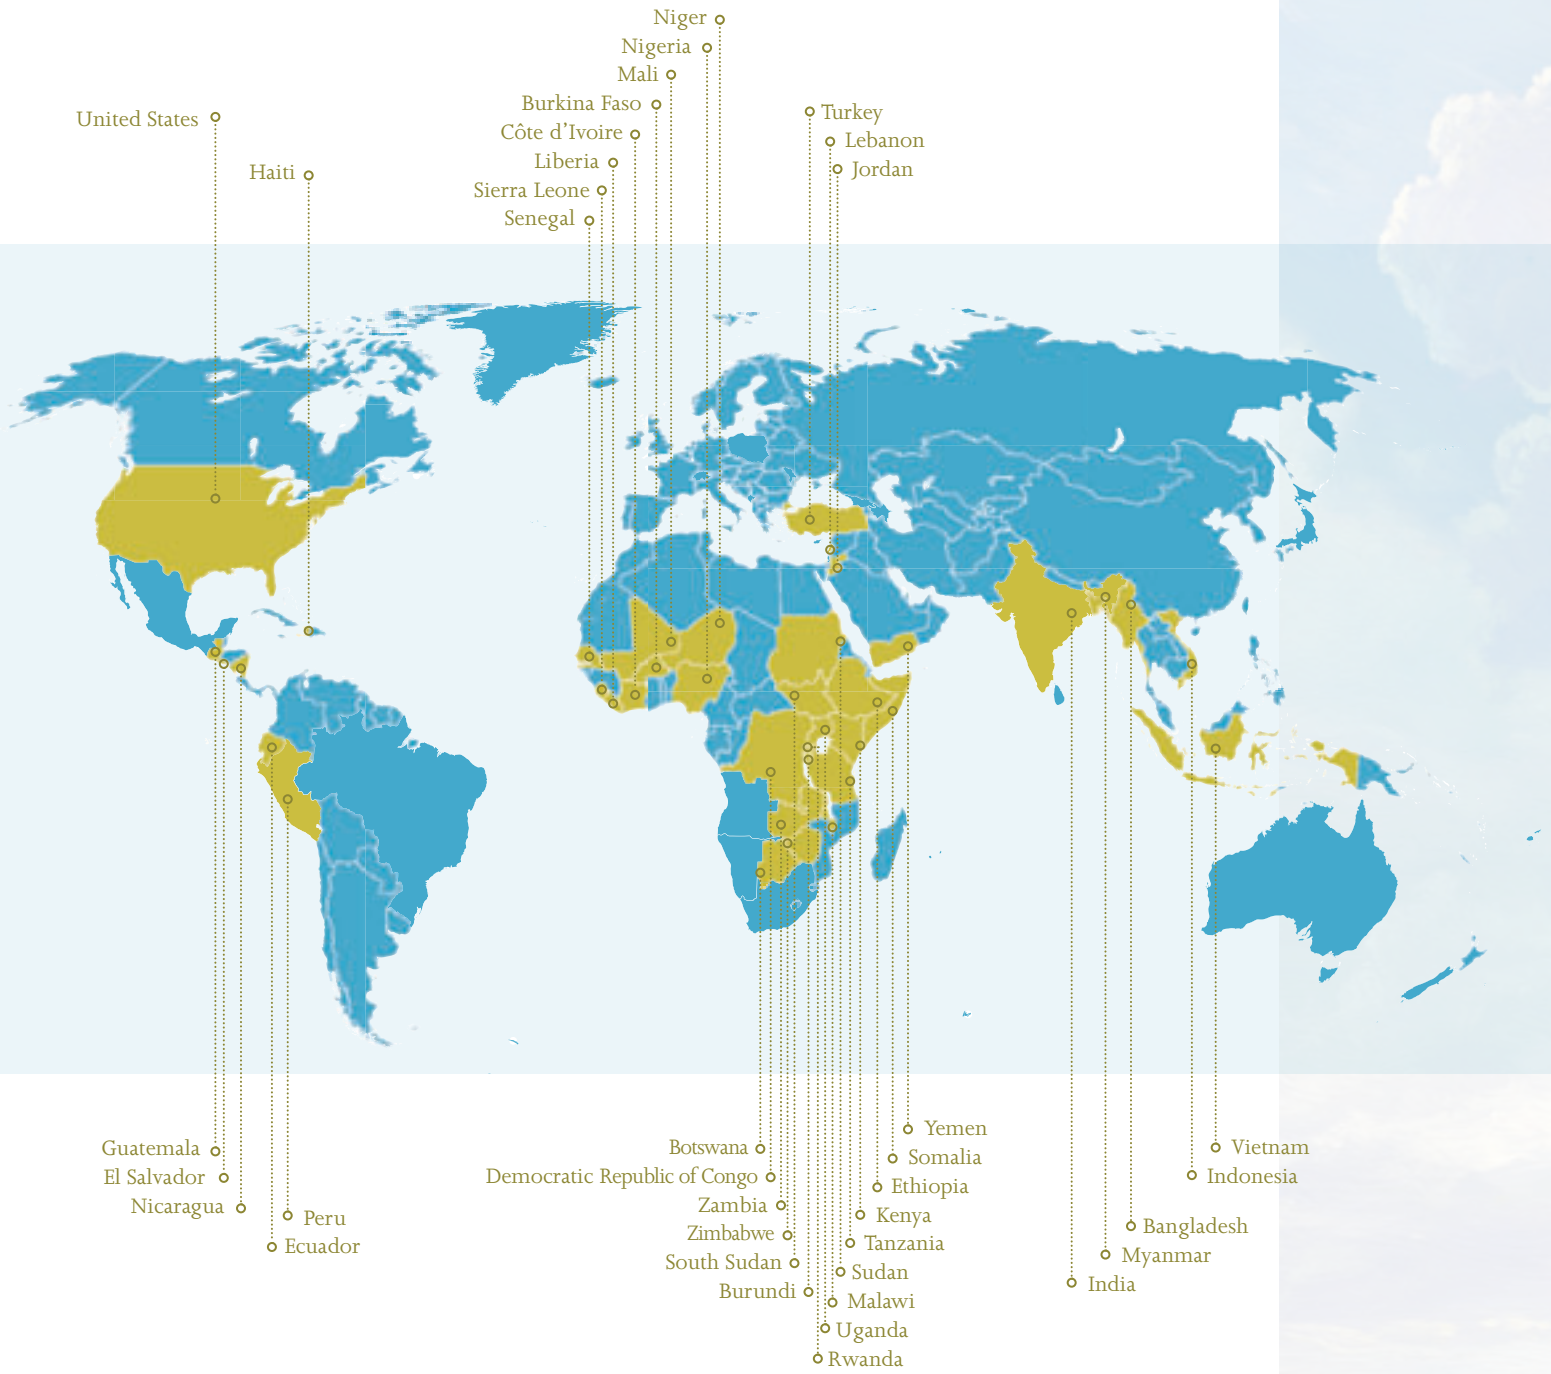 Niger
Nigeria
Mali
Burkina Faso
Côte d’Ivoire
Liberia
Sierra Leone
Senegal
United States
Haiti
Turkey
Lebanon
Jordan
Guatemala
El Salvador
Nicaragua
Peru
Ecuador
Botswana
Democratic Republic of Congo
Zambia
Zimbabwe
South Sudan
Burundi
Yemen
Somalia
Ethiopia
Kenya
Tanzania
Sudan
Malawi
Uganda
Rwanda
Vietnam
Indonesia
Bangladesh
Myanmar
India